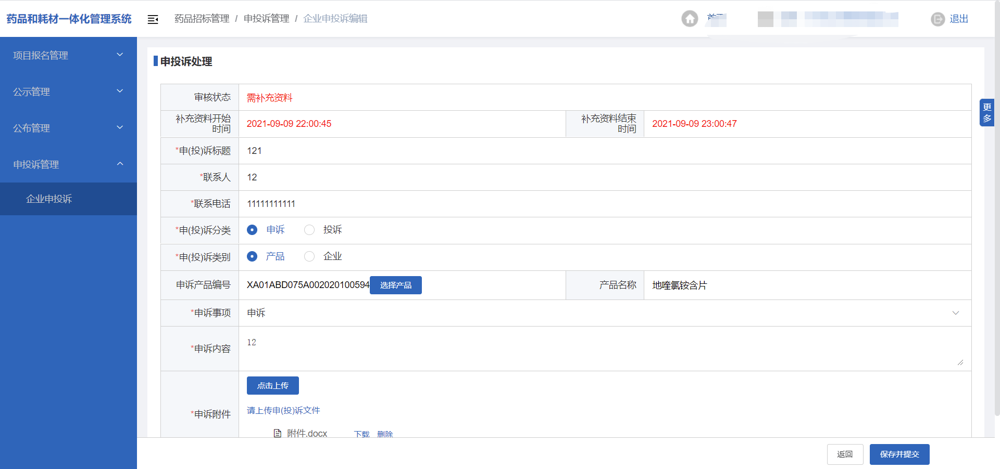 药品和耗材一体化管理系统
药品招标管理 / 申投诉管理 / 企业申投诉编辑
退出
项目报名管理
公示管理
公布管理
申投诉管理
企业申投诉
申投诉处理
审核状态 需补充资料
补充资料开始时间 2021-09-09 22:00:45 补充资料结束时间 2021-09-09 23:00:47
更多
*申(投)诉标题 121
*联系人 12
*联系电话 11111111111
*申(投)诉分类 申诉 投诉
*申(投)诉类别 产品 企业
申诉产品编号 XA01ABD075A002020100594 选择产品 产品名称 地喹氯铵含片
*申诉事项 申诉
*申诉内容 12
点击上传
请上传申(投)诉文件
*申诉附件
附件.docx 下载 删除
返回 保存并提交